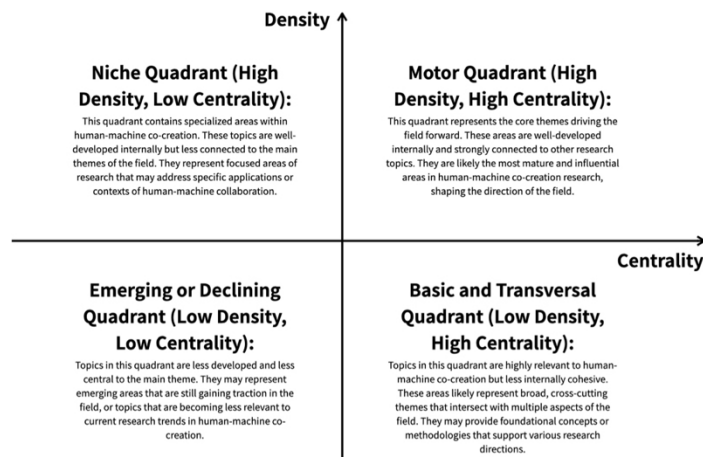 Density
Niche Quadrant (High
Density, Low Centrality):
This quadrant contains specialized areas within
human-machine co-creation. These topics are well-
developed internally but less connected to the main
themes of the field. They represent focused areas of
research that may address specific applications or
contexts of human-machine collaboration.
Motor Quadrant (High
Density, High Centrality):
This quadrant represents the core themes driving the
field forward. These areas are well-developed
internally and strongly connected to other research
topics. They are likely the most mature and influential
areas in human-machine co-creation research,
shaping the direction of the field.
Centrality
Emerging or Declining
Quadrant (Low Density,
Low Centrality):
Topics in this quadrant are less developed and less
central to the main theme. They may represent
emerging areas that are still gaining traction in the
field, or topics that are becoming less relevant to
current research trends in human-machine co-
creation.
Basic and Transversal
Quadrant (Low Density,
High Centrality):
Topics in this quadrant are highly relevant to human-
machine co-creation but less internally cohesive.
These areas likely represent broad, cross-cutting
themes that intersect with multiple aspects of the
field. They may provide foundational concepts or
methodologies that support various research
directions.